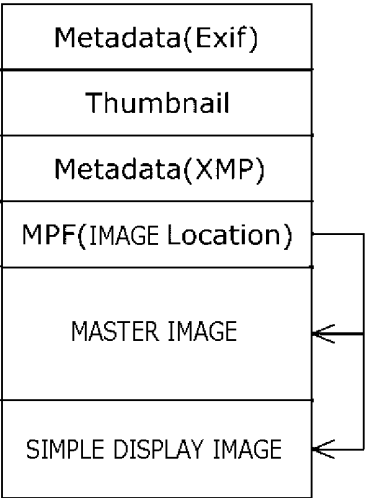 Metadata(Exif)
Thumbnail
Metadata(XMP)
MPF(IMAGE Location)
MASTER IMAGE
SIMPLE DISPLAY IMAGE